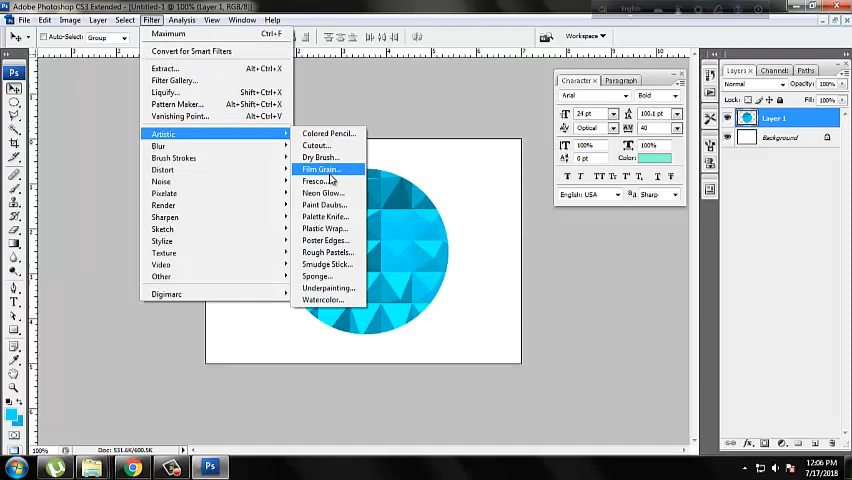 Adobe Photoshop CS3 Extended - [Untitled-1 @ 100% (Layer 1, RGB/8)]
English
File Edit Image Layer Select Filter Analysis View Window Help
Auto-Select: Group
Workspace
Maximum Ctrl+F
Convert for Smart Filters
Extract... Alt+Ctrl+X
Filter Gallery...
Liquify... Shift+Ctrl+X
Pattern Maker... Alt+Shift+Ctrl+X
Vanishing Point... Alt+Ctrl+V
Artistic
Blur
Brush Strokes
Distort
Noise
Pixelate
Render
Sharpen
Sketch
Stylize
Texture
Video
Other
Digimarc
Colored Pencil...
Cutout...
Dry Brush...
Film Grain...
Fresco...
Neon Glow...
Paint Daubs...
Palette Knife...
Plastic Wrap...
Poster Edges...
Rough Pastels...
Smudge Stick...
Sponge...
Underpainting...
Watercolor...
Character Paragraph
Arial Bold
24 pt 100.1 pt
Optical 40
100% 100%
0 pt Color:
T T TT Tr T T T T
English: USA Sharp
Layers Channels Paths
Normal Opacity: 100%
Lock: Fill: 100%
Layer 1
Background
100% Doc: 531.6K/600.5K
12:06 PM
7/17/2018